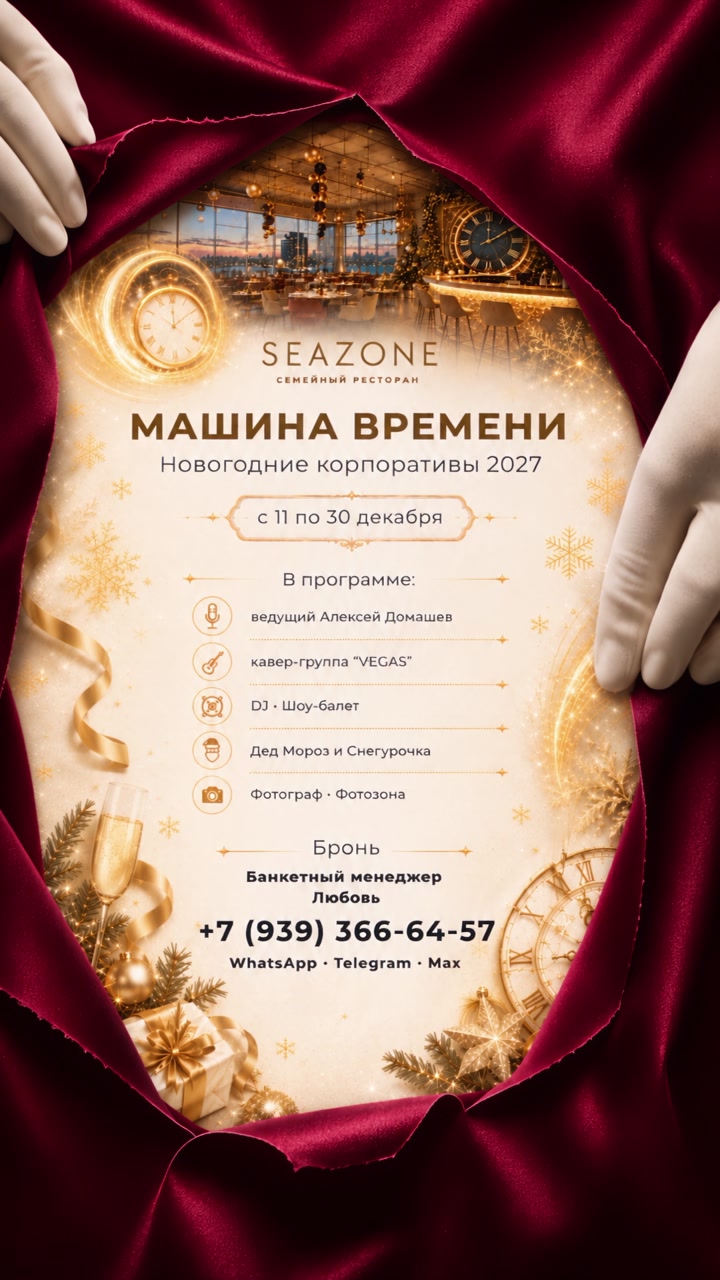 SEAZONE
СЕМЕЙНЫЙ РЕСТОРАН
МАШИНА ВРЕМЕНИ
Новогодние корпоративы 2027
с 11 по 30 декабря
В программе:
ведущий Алексей Домашев
кавер-группа “VEGAS”
DJ • Шоу-балет
Дед Мороз и Снегурочка
Фотограф • Фотозона
Бронь
Банкетный менеджер
Любовь
+7 (939) 366-64-57
WhatsApp • Telegram • Max